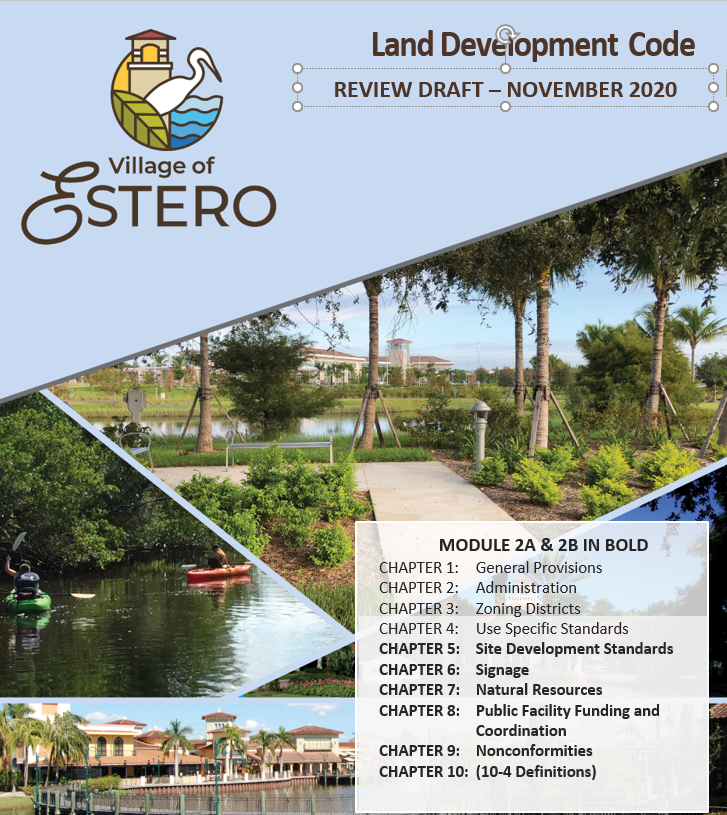 Land Development Code
REVIEW DRAFT – NOVEMBER 2020
Village of
ESTERO
MODULE 2A & 2B IN BOLD
CHAPTER 1: General Provisions
CHAPTER 2: Administration
CHAPTER 3: Zoning Districts
CHAPTER 4: Use Specific Standards
CHAPTER 5: Site Development Standards
CHAPTER 6: Signage
CHAPTER 7: Natural Resources
CHAPTER 8: Public Facility Funding and
Coordination
CHAPTER 9: Nonconformities
CHAPTER 10: (10-4 Definitions)